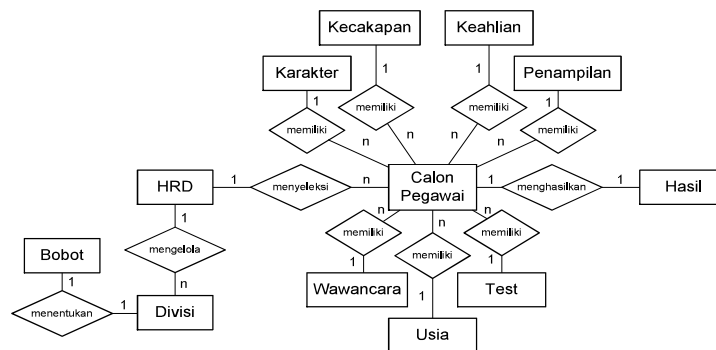 Kecakapan
Keahlian
Karakter
Penampilan
1
1
1
1
memiliki
memiliki
memiliki
memiliki
n
n
n
n
HRD
1
menyeleksi
n
Calon
Pegawai
1
menghasilkan
1
Hasil
1
mengelola
n
n
n
n
memiliki
memiliki
memiliki
Bobot
1
1
1
1
Wawancara
Test
menentukan
1
Divisi
Usia